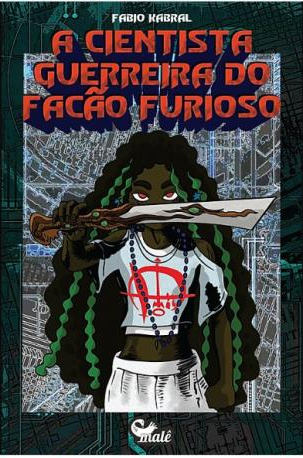 FABIO KABRAL
A CIENTISTA
GUERREIRA DO
FACÃO FURIOSO
malê